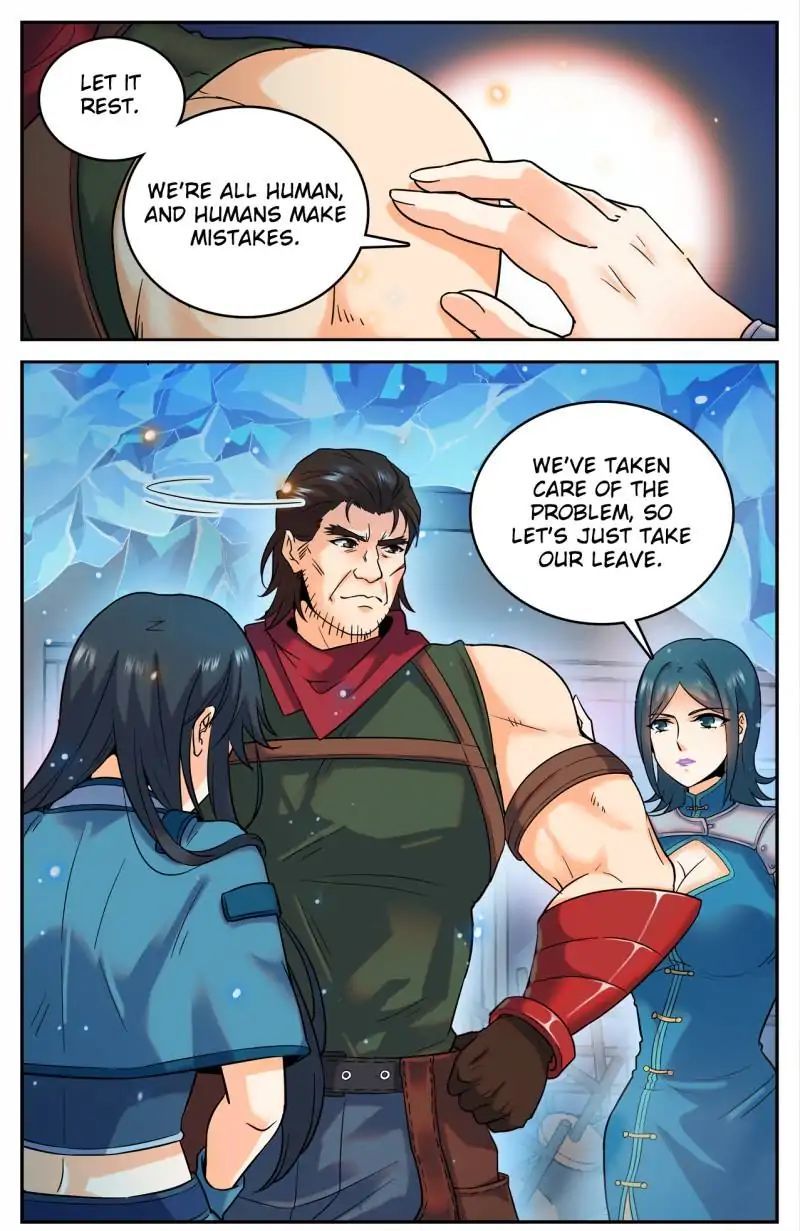 LET IT
REST.
WE'RE ALL HUMAN,
AND HUMANS MAKE
MISTAKES.
WE'VE TAKEN
CARE OF THE
PROBLEM, SO
LET'S JUST TAKE
OUR LEAVE.